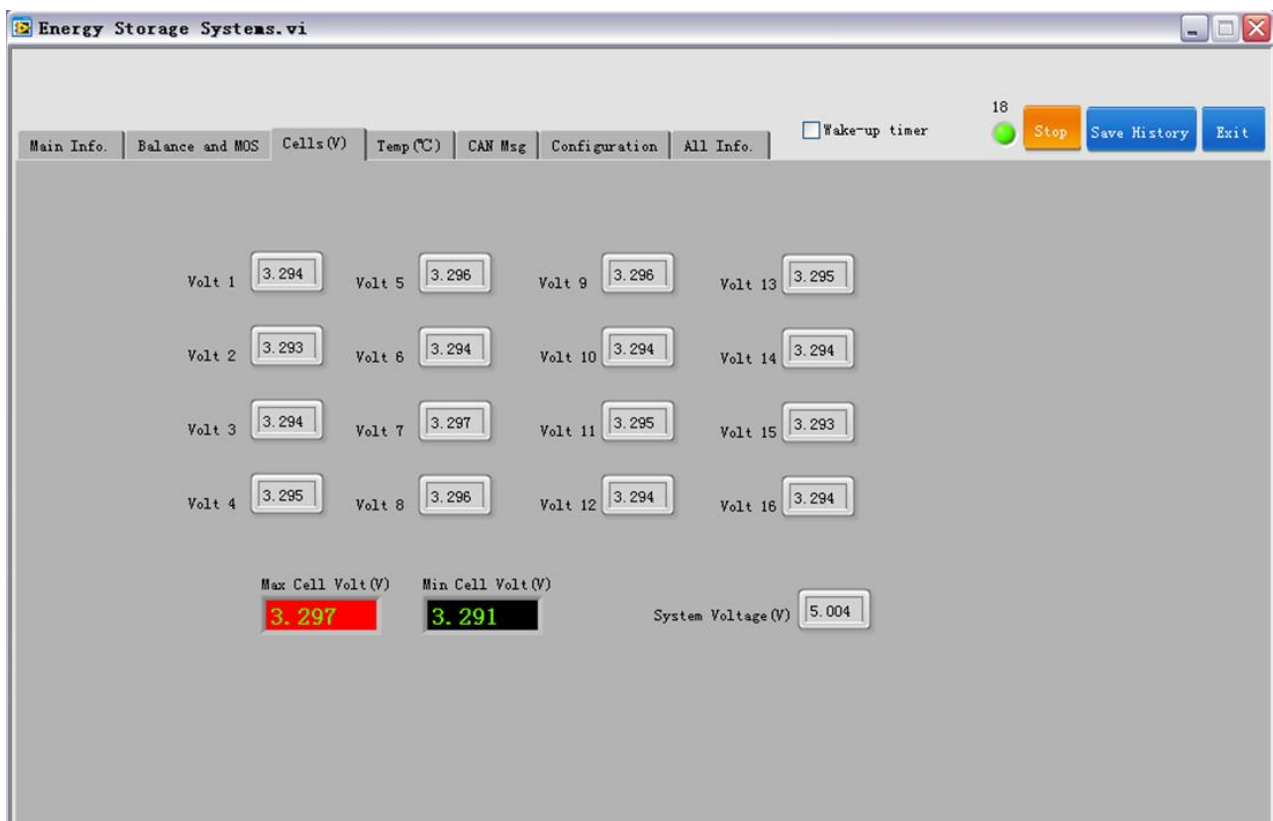 Energy Storage Systems.vi
18
Wake-up timer
Stop Save History Exit
Main Info. Balance and MOS Cells(V) Temp(℃) CAN Msg Configuration All Info.
Volt 1 3.294 Volt 5 3.296 Volt 9 3.296 Volt 13 3.295
Volt 2 3.293 Volt 6 3.294 Volt 10 3.294 Volt 14 3.294
Volt 3 3.294 Volt 7 3.297 Volt 11 3.295 Volt 15 3.293
Volt 4 3.295 Volt 8 3.296 Volt 12 3.294 Volt 16 3.294
Max Cell Volt(V) Min Cell Volt(V)
3.297 3.291 System Voltage(V) 5.004